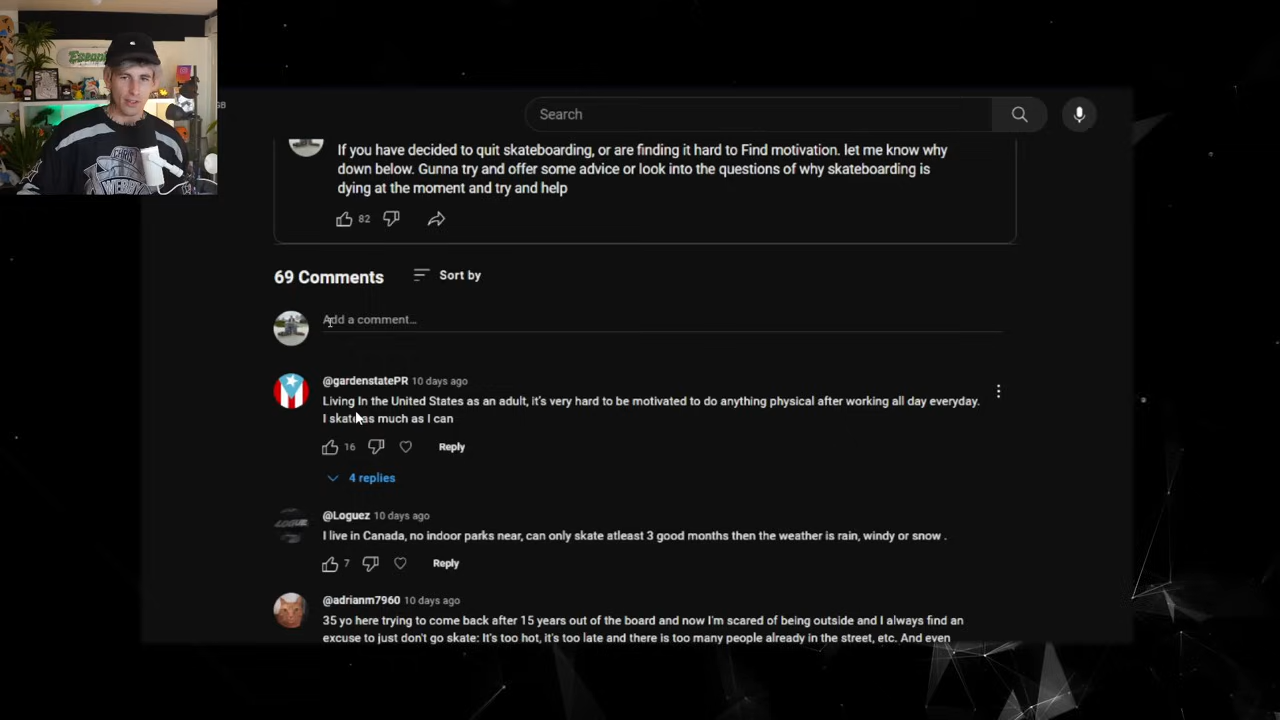 GB
Search
If you have decided to quit skateboarding, or are finding it hard to Find motivation. let me know why
down below. Gunna try and offer some advice or look into the questions of why skateboarding is
dying at the moment and try and help
82
69 Comments
Sort by
Add a comment...
@gardenstatePR 10 days ago
Living In the United States as an adult, it's very hard to be motivated to do anything physical after working all day everyday.
I skate as much as I can
16
Reply
4 replies
@Loguez 10 days ago
I live in Canada, no indoor parks near, can only skate atleast 3 good months then the weather is rain, windy or snow .
7
Reply
@adrianm7960 10 days ago
35 yo here trying to come back after 15 years out of the board and now I'm scared of being outside and I always find an
excuse to just don't go skate: It's too hot, it's too late and there is too many people already in the street, etc. And even